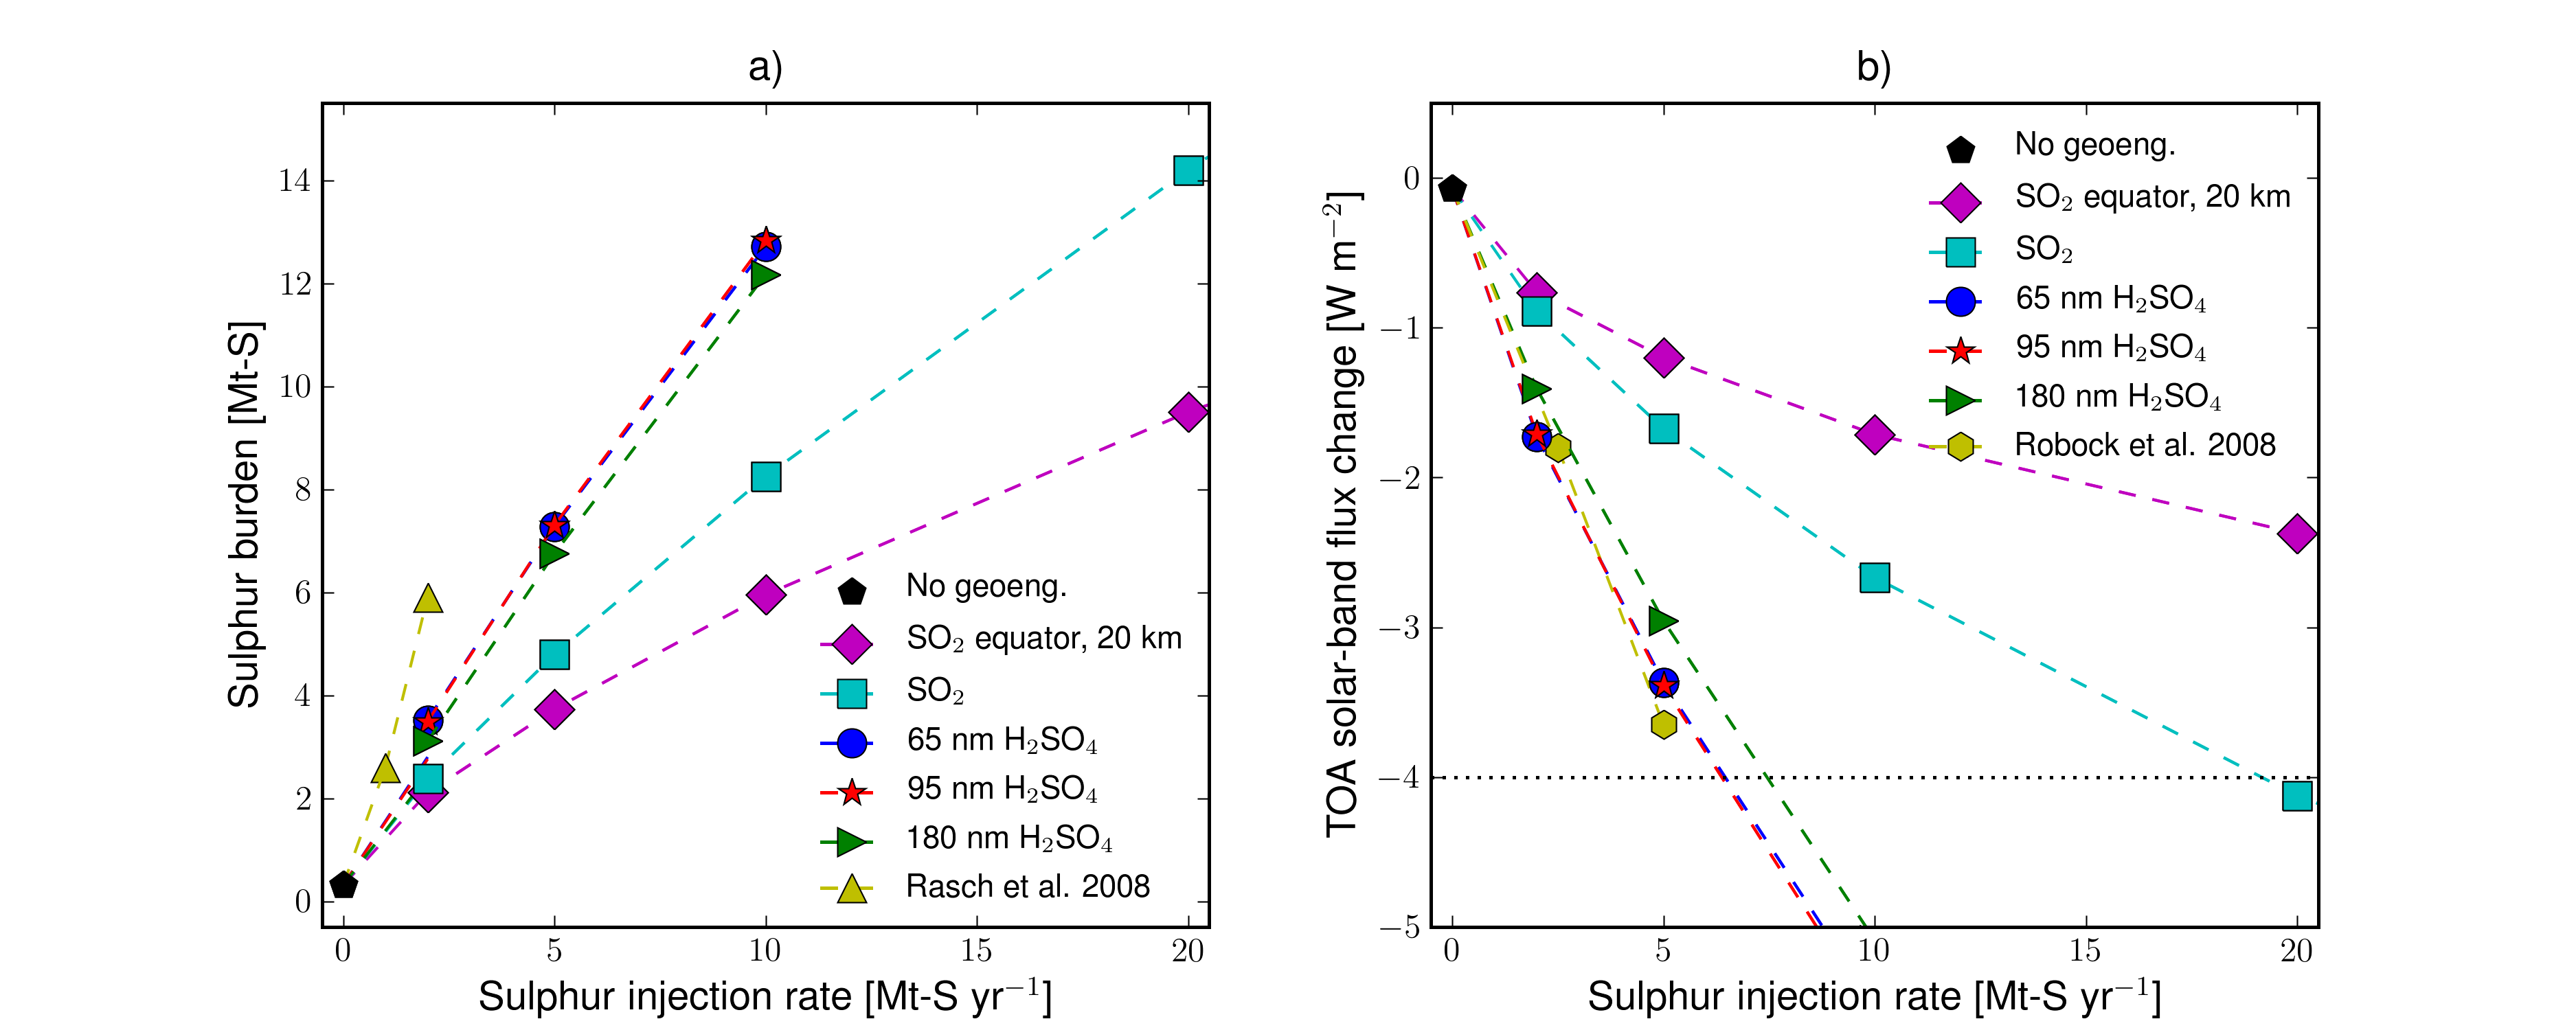 a)
Sulphur burden [Mt-S]
14
12
10
8
6
4
2
0
No geoeng.
SO₂ equator, 20 km
SO₂
65 nm H₂SO₄
95 nm H₂SO₄
180 nm H₂SO₄
Rasch et al. 2008
0 5 10 15 20
Sulphur injection rate [Mt-S yr⁻¹]
b)
TOA solar-band flux change [W m⁻²]
0
−1
−2
−3
−4
−5
No geoeng.
SO₂ equator, 20 km
SO₂
65 nm H₂SO₄
95 nm H₂SO₄
180 nm H₂SO₄
Robock et al. 2008
0 5 10 15 20
Sulphur injection rate [Mt-S yr⁻¹]